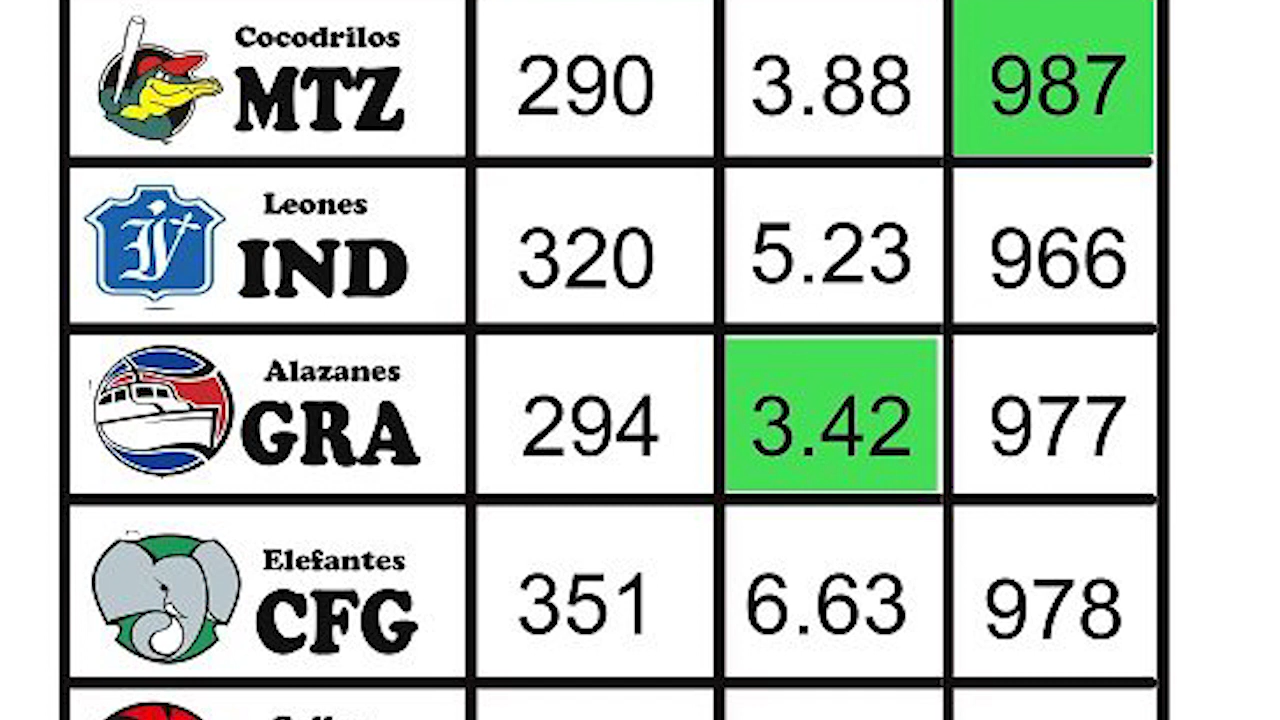 Cocodrilos
MTZ 290 3.88 987
Leones
IND 320 5.23 966
Alazanes
GRA 294 3.42 977
Elefantes
CFG 351 6.63 978